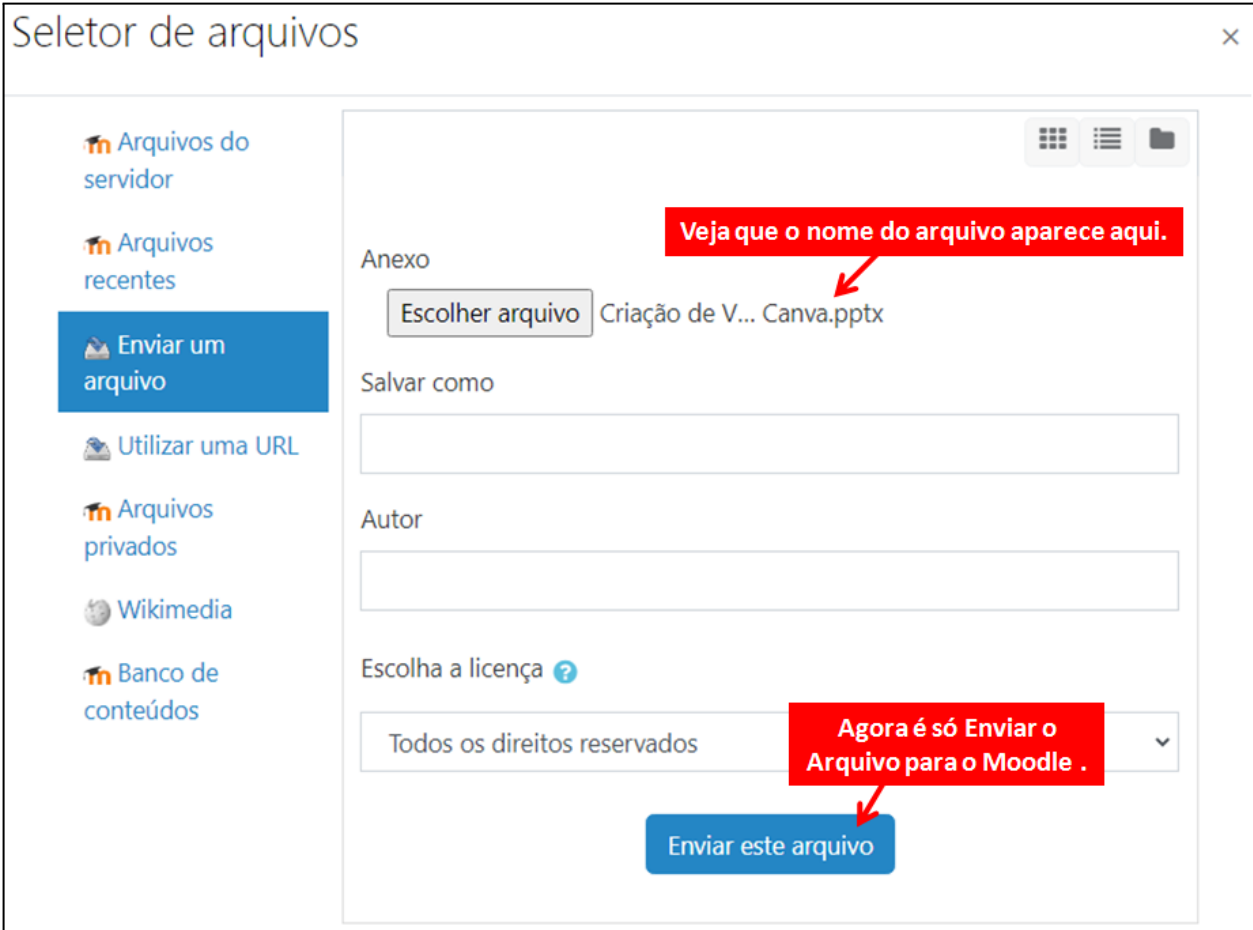 Seletor de arquivos
×
Arquivos do
servidor
Arquivos
recentes
Enviar um
arquivo
Utilizar uma URL
Arquivos
privados
Wikimedia
Banco de
conteúdos
Veja que o nome do arquivo aparece aqui.
Anexo
Escolher arquivo Criação de V... Canva.pptx
Salvar como
Autor
Escolha a licença ?
Todos os direitos reservados
Agora é só Enviar o
Arquivo para o Moodle .
Enviar este arquivo